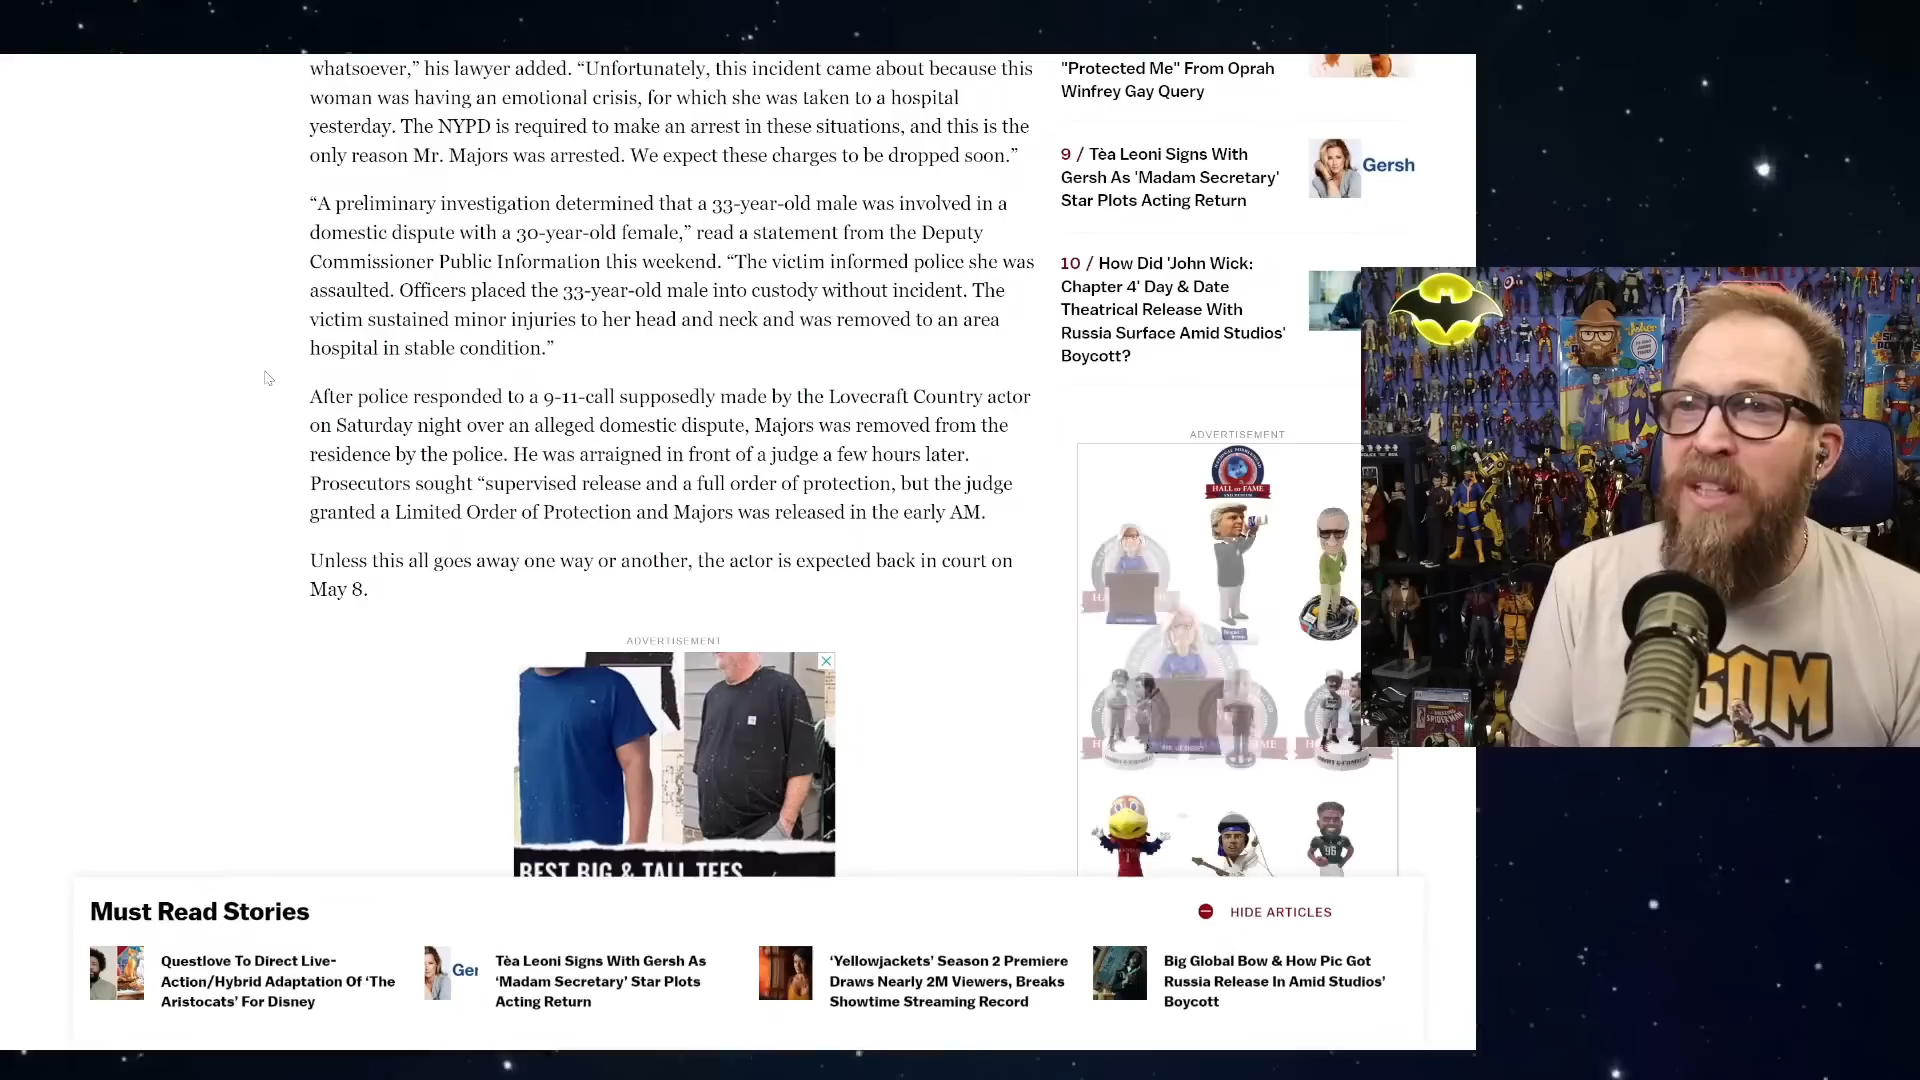 whatsoever,” his lawyer added. “Unfortunately, this incident came about because this
woman was having an emotional crisis, for which she was taken to a hospital
yesterday. The NYPD is required to make an arrest in these situations, and this is the
only reason Mr. Majors was arrested. We expect these charges to be dropped soon.”
“A preliminary investigation determined that a 33-year-old male was involved in a
domestic dispute with a 30-year-old female,” read a statement from the Deputy
Commissioner Public Information this weekend. “The victim informed police she was
assaulted. Officers placed the 33-year-old male into custody without incident. The
victim sustained minor injuries to her head and neck and was removed to an area
hospital in stable condition.”
After police responded to a 9-11-call supposedly made by the Lovecraft Country actor
on Saturday night over an alleged domestic dispute, Majors was removed from the
residence by the police. He was arraigned in front of a judge a few hours later.
Prosecutors sought “supervised release and a full order of protection, but the judge
granted a Limited Order of Protection and Majors was released in the early AM.
Unless this all goes away one way or another, the actor is expected back in court on
May 8.
ADVERTISEMENT
BEST BIG & TALL TEES
"Protected Me" From Oprah
Winfrey Gay Query
9 / Tèa Leoni Signs With
Gersh As 'Madam Secretary'
Star Plots Acting Return
Gersh
10 / How Did 'John Wick:
Chapter 4' Day & Date
Theatrical Release With
Russia Surface Amid Studios'
Boycott?
ADVERTISEMENT
HALL of FAME
Joker
SPIDER-MAN
SOM
Must Read Stories
HIDE ARTICLES
Questlove To Direct Live-
Action/Hybrid Adaptation Of ‘The
Aristocats’ For Disney
Ger
Tèa Leoni Signs With Gersh As
‘Madam Secretary’ Star Plots
Acting Return
‘Yellowjackets’ Season 2 Premiere
Draws Nearly 2M Viewers, Breaks
Showtime Streaming Record
Big Global Bow & How Pic Got
Russia Release In Amid Studios’
Boycott